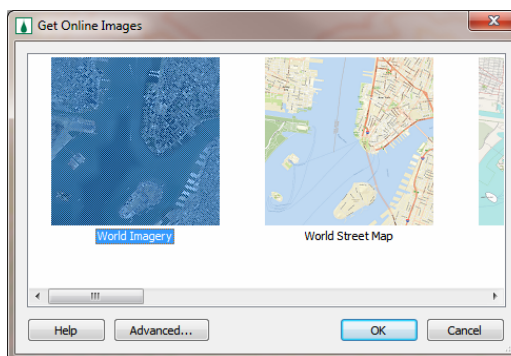 Get Online Images
World Imagery
World Street Map
Help
Advanced...
OK
Cancel